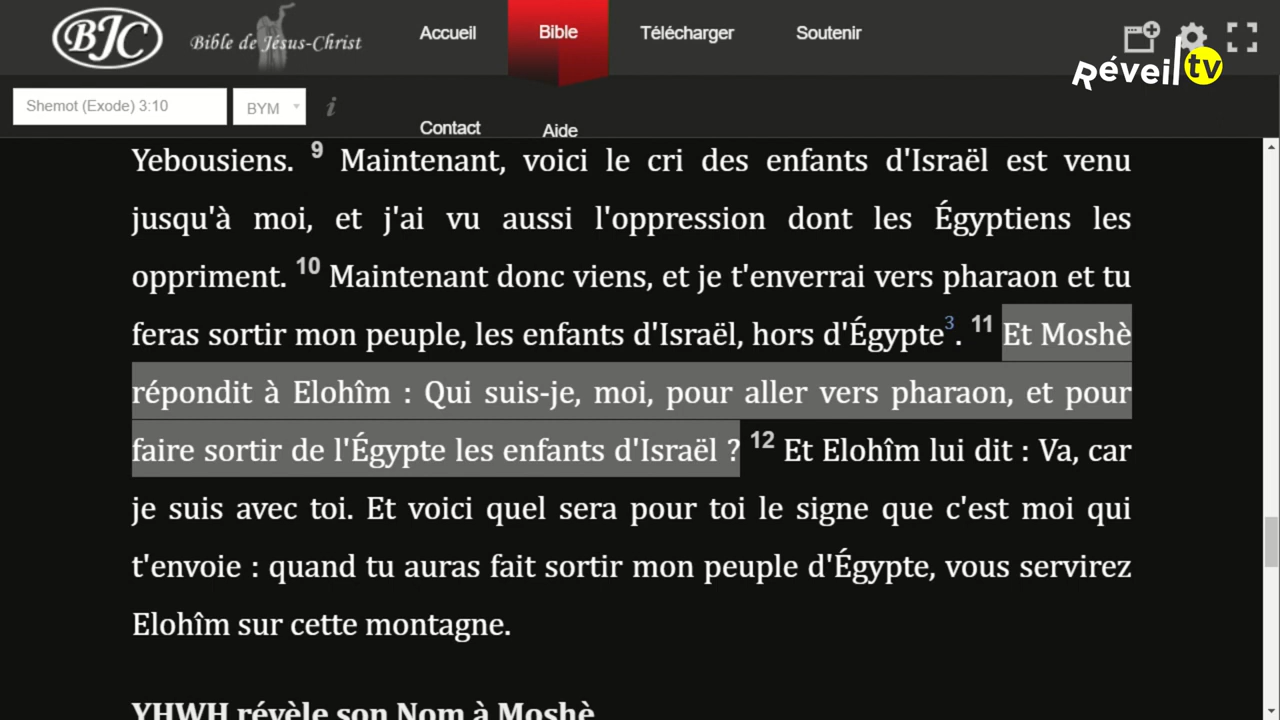 BJC
Bible de Jésus-Christ
Accueil
Bible
Télécharger
Soutenir
Réveil tv
Shemot (Exode) 3:10
BYM
i
Contact
Aide
Yebousiens. 9 Maintenant, voici le cri des enfants d'Israël est venu
jusqu'à moi, et j'ai vu aussi l'oppression dont les Égyptiens les
oppriment. 10 Maintenant donc viens, et je t'enverrai vers pharaon et tu
feras sortir mon peuple, les enfants d'Israël, hors d'Égypte3. 11 Et Moshè
répondit à Elohîm : Qui suis-je, moi, pour aller vers pharaon, et pour
faire sortir de l'Égypte les enfants d'Israël ? 12 Et Elohîm lui dit : Va, car
je suis avec toi. Et voici quel sera pour toi le signe que c'est moi qui
t'envoie : quand tu auras fait sortir mon peuple d'Égypte, vous servirez
Elohîm sur cette montagne.
YHWH révèle son Nom à Moshè